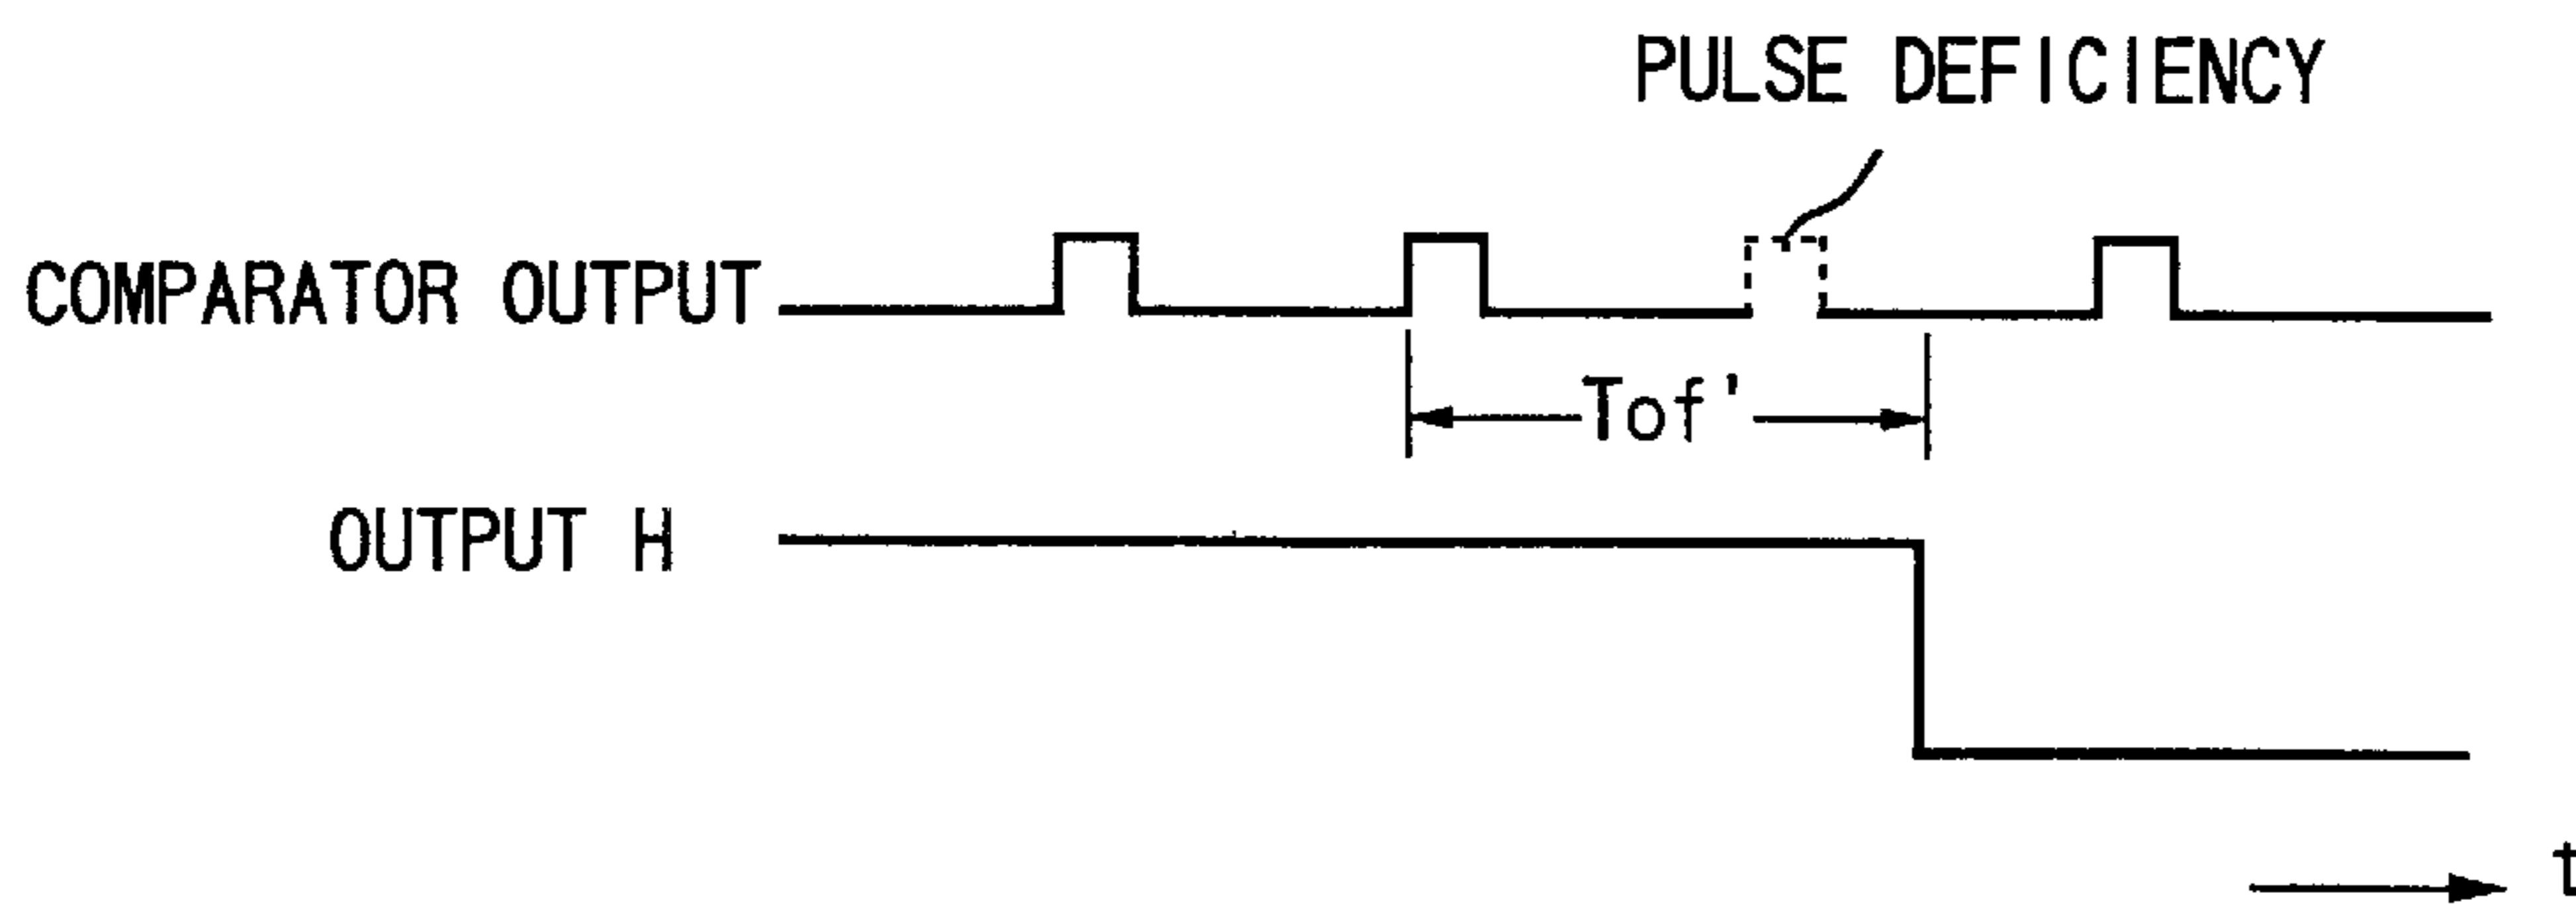 PULSE DEFICIENCY
COMPARATOR OUTPUT
Tof'
OUTPUT H
t